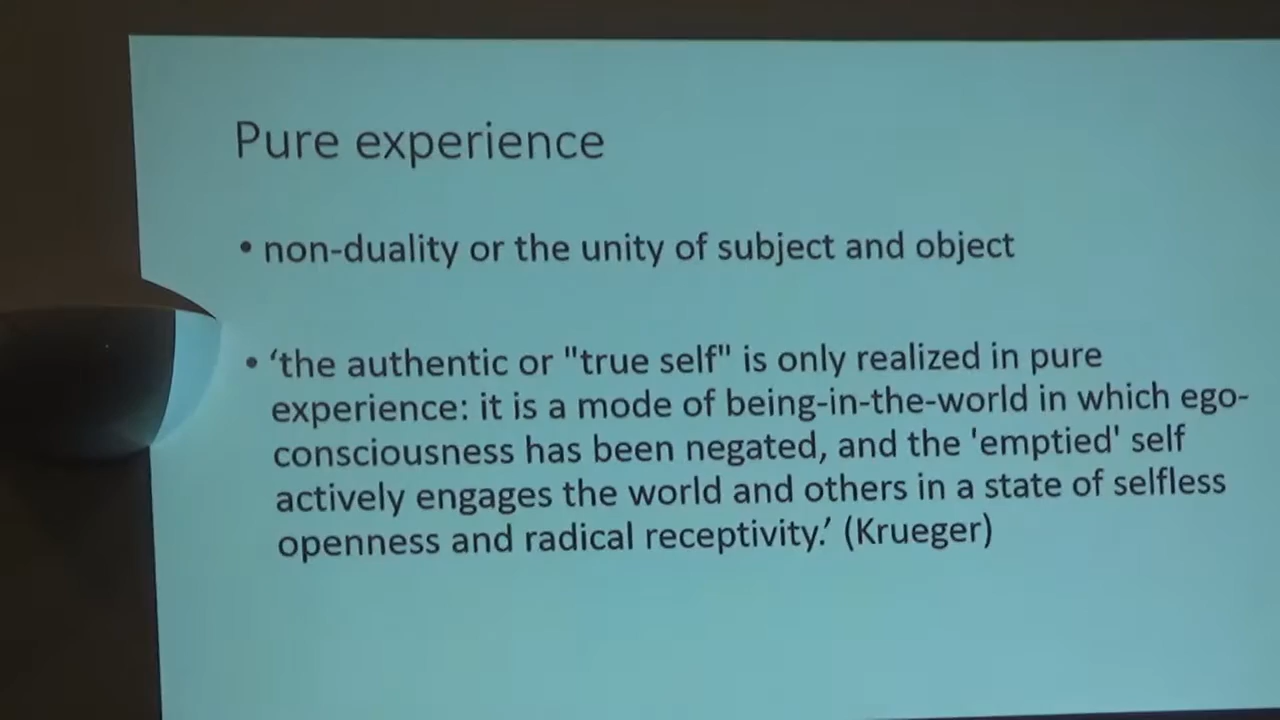 Pure experience
• non-duality or the unity of subject and object
• ‘the authentic or "true self" is only realized in pure
experience: it is a mode of being-in-the-world in which ego-
consciousness has been negated, and the 'emptied' self
actively engages the world and others in a state of selfless
openness and radical receptivity.’ (Krueger)